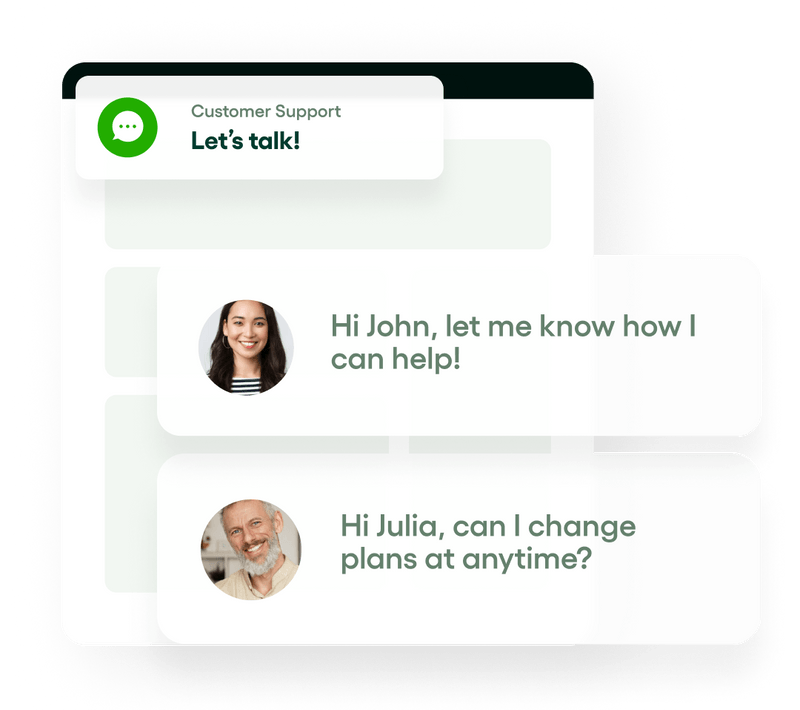 Customer Support
Let’s talk!
Hi John, let me know how I
can help!
Hi Julia, can I change
plans at anytime?